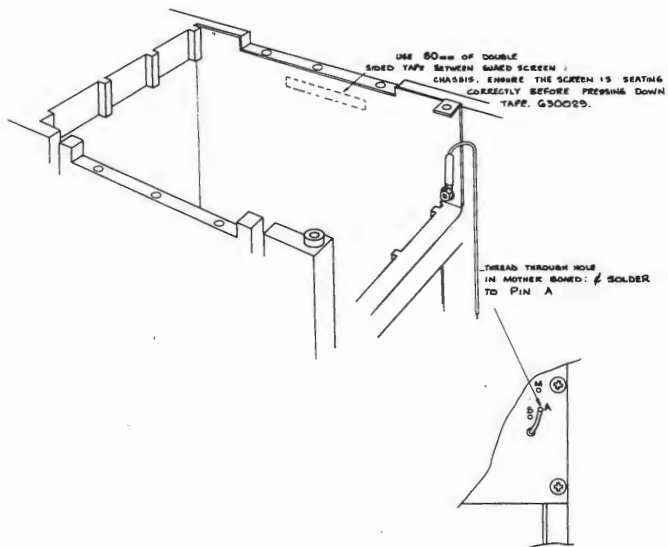 USE 80mm OF DOUBLE
SIDED TAPE BETWEEN GUARD SCREEN
CHASSIS. ENSURE THE SCREEN IS SEATING
CORRECTLY BEFORE PRESSING DOWN
TAPE. G30029.
THREAD THROUGH HOLE
IN MOTHER BOARD: & SOLDER
TO PIN A
M
A